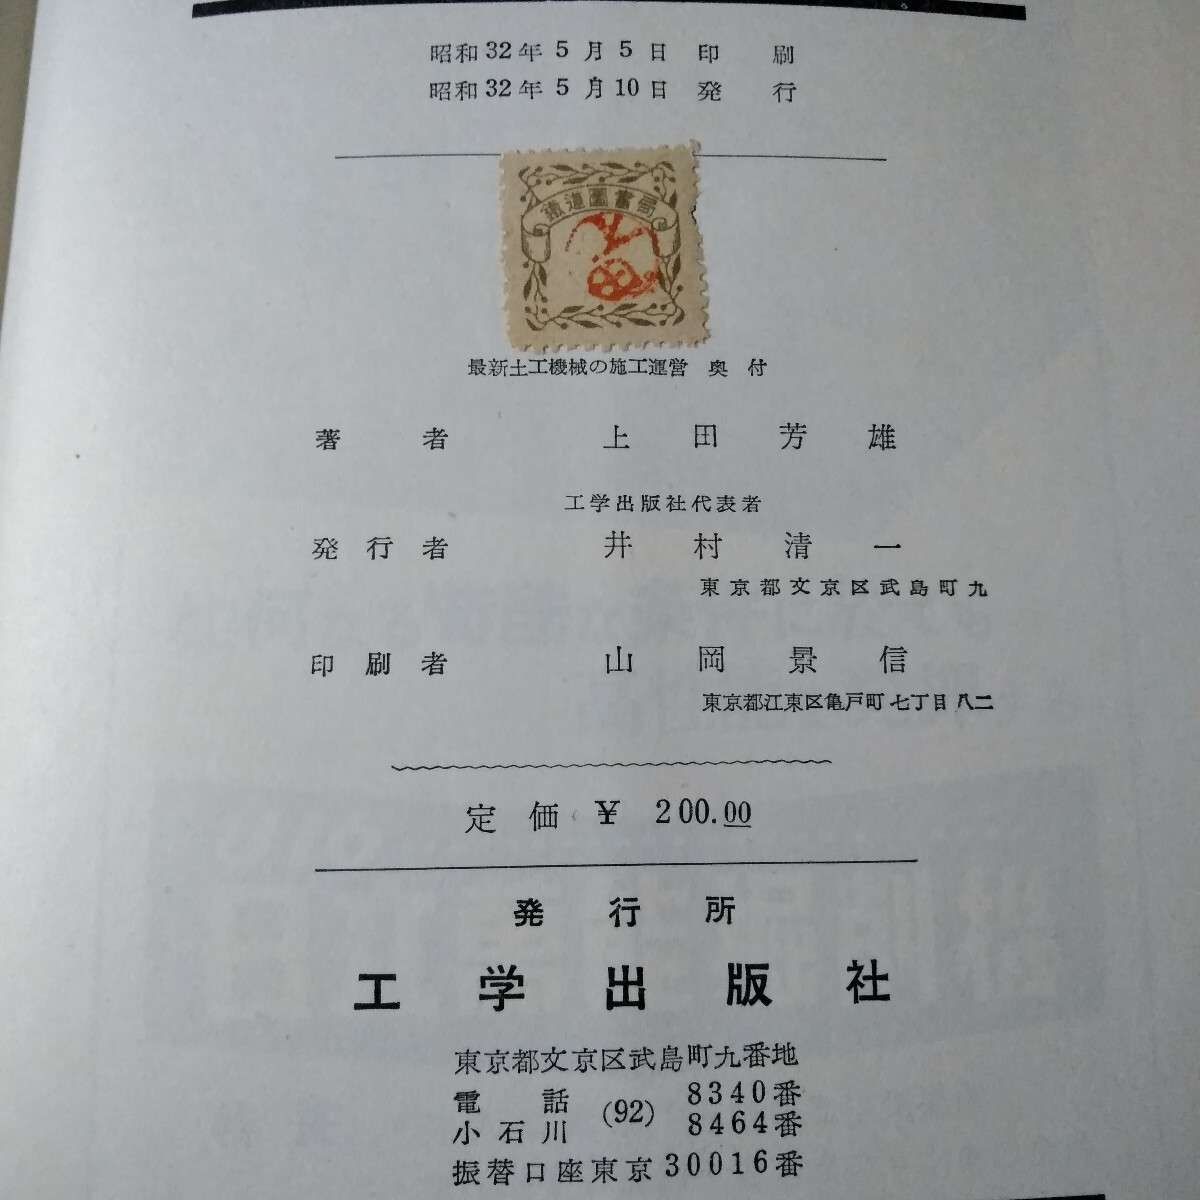 昭和32年5月5日 印刷
昭和32年5月10日 発行
鐵道圖書局
最新土工機械の施工運営 奥付
著者 上田芳雄
工学出版社代表者
発行者 井村清一
東京都文京区武島町九
印刷者 山岡景信
東京都江東区亀戸町七丁目八二
定価 ¥ 200.00
発行所
工学出版社
東京都文京区武島町九番地
電話 小石川 (92) 8340番 8464番
振替口座東京30016番